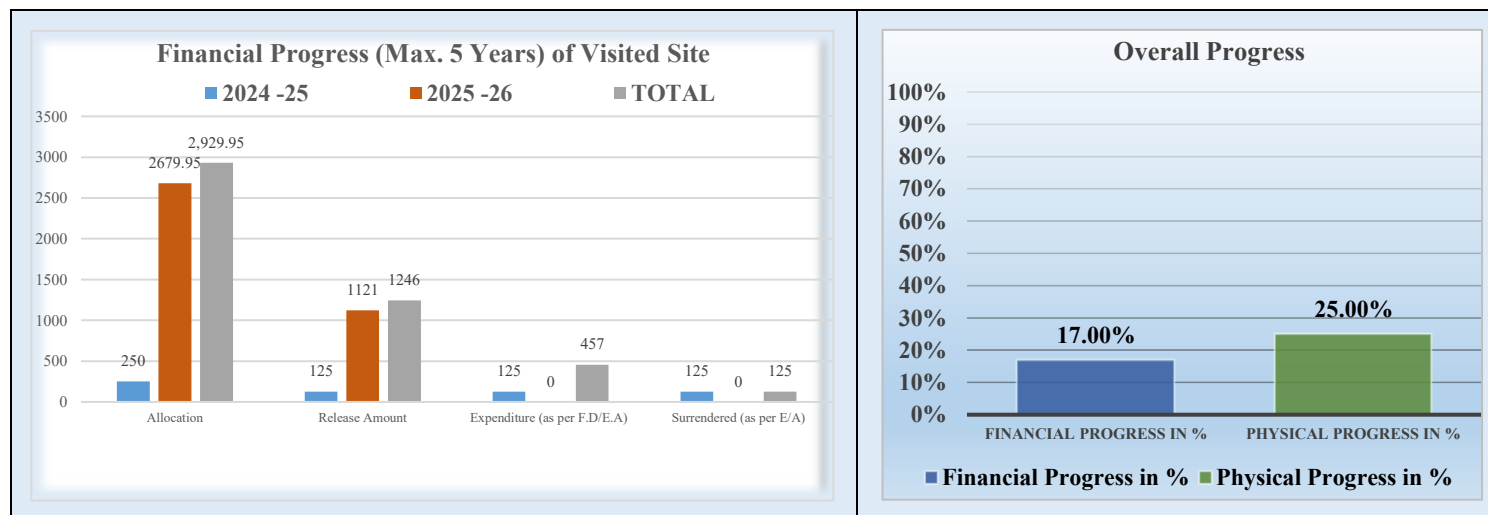 Financial Progress (Max. 5 Years) of Visited Site
2024 -25 2025 -26 TOTAL
3500
3000
2500
2000
1500
1000
500
0
250 2679.95 2,929.95
125 1121 1246
125 0 457
125 0 125
Allocation Release Amount Expenditure (as per F.D/E.A) Surrendered (as per E/A)
Overall Progress
100%
90%
80%
70%
60%
50%
40%
30%
20%
10%
0%
17.00% 25.00%
FINANCIAL PROGRESS IN % PHYSICAL PROGRESS IN %
Financial Progress in % Physical Progress in %